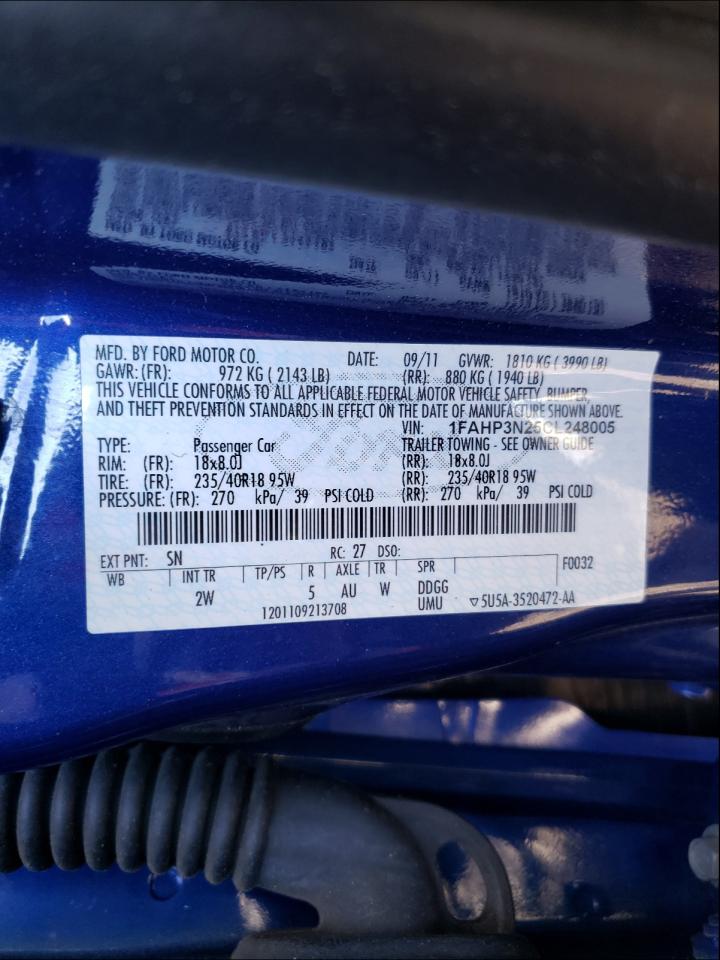 MFD. BY FORD MOTOR CO. DATE: 09/11 GVWR: 1810 KG ( 3990 LB)
GAWR:(FR): 972 KG ( 2143 LB) (RR): 880 KG ( 1940 LB)
THIS VEHICLE CONFORMS TO ALL APPLICABLE FEDERAL MOTOR VEHICLE SAFETY, BUMPER,
AND THEFT PREVENTION STANDARDS IN EFFECT ON THE DATE OF MANUFACTURE SHOWN ABOVE.
VIN: 1FAHP3N25CL248005
TYPE: Passenger Car TRAILER TOWING - SEE OWNER GUIDE
RIM: (FR): 18x8.0J (RR): 18x8.0J
TIRE: (FR): 235/40R18 95W (RR): 235/40R18 95W
PRESSURE: (FR): 270 kPa/ 39 PSI COLD (RR): 270 kPa/ 39 PSI COLD
EXT PNT: SN RC: 27 DSO: F0032
WB INT TR TP/PS R AXLE TR SPR
2W 5 AU W DDGG
1201109213708 UMU ▽5U5A-3520472-AA